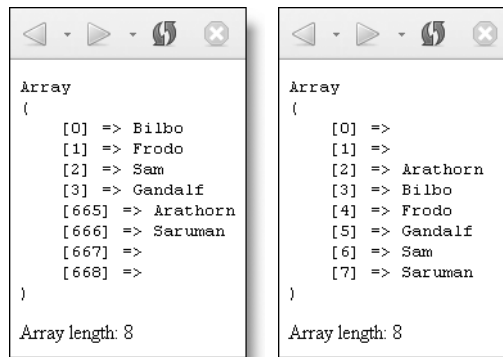 Array
(
[0] => Bilbo
[1] => Frodo
[2] => Sam
[3] => Gandalf
[665] => Arathorn
[666] => Saruman
[667] =>
[668] =>
)
Array length: 8
Array
(
[0] =>
[1] =>
[2] => Arathorn
[3] => Bilbo
[4] => Frodo
[5] => Gandalf
[6] => Sam
[7] => Saruman
)
Array length: 8